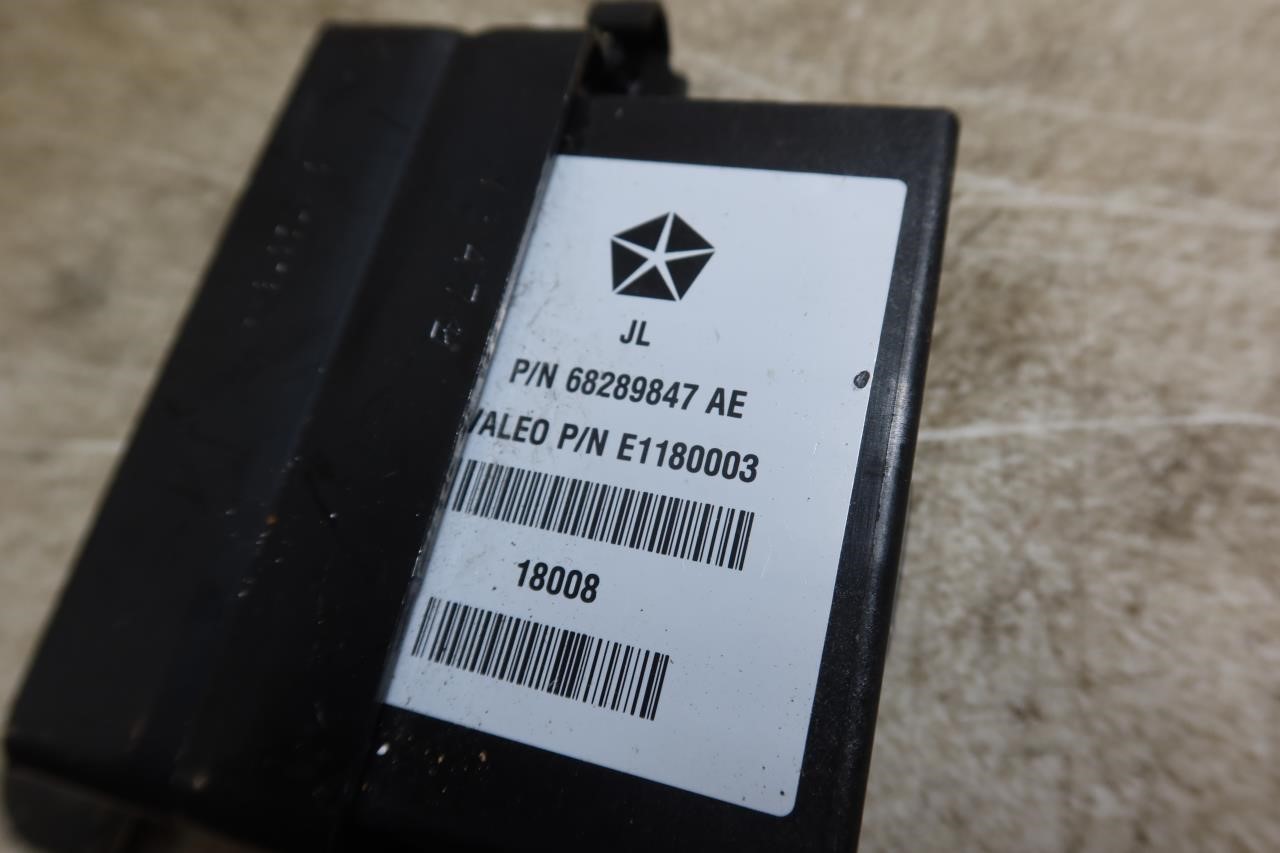 JL
P/N 68289847 AE
VALEO P/N E1180003
18008